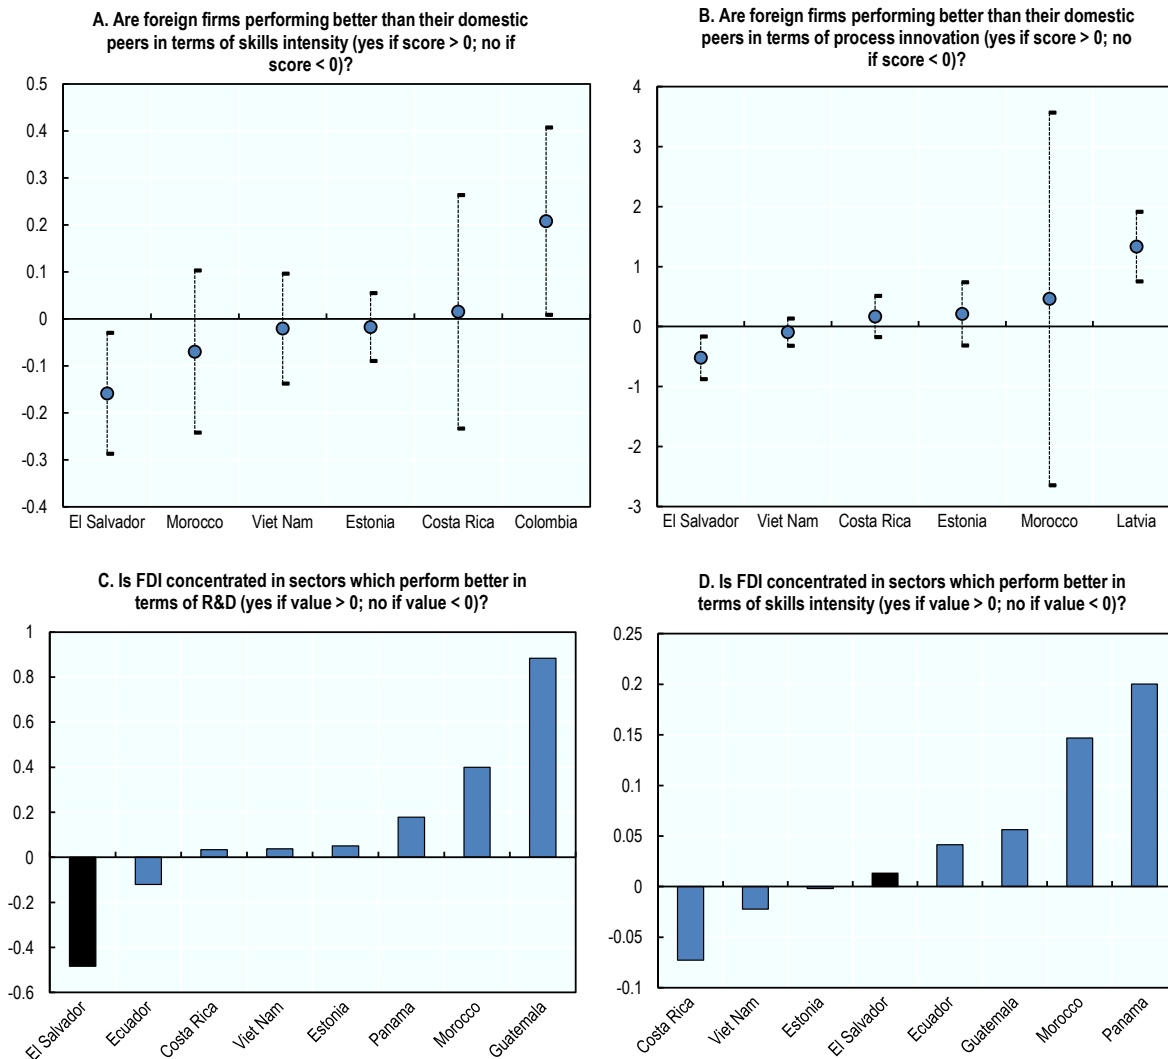 A. Are foreign firms performing better than their domestic
peers in terms of skills intensity (yes if score > 0; no if
score < 0)?
0.5
0.4
0.3
0.2
0.1
0
-0.1
-0.2
-0.3
-0.4
El Salvador Morocco Viet Nam Estonia Costa Rica Colombia
B. Are foreign firms performing better than their domestic
peers in terms of process innovation (yes if score > 0; no
if score < 0)?
4
3
2
1
0
-1
-2
-3
El Salvador Viet Nam Costa Rica Estonia Morocco Latvia
C. Is FDI concentrated in sectors which perform better in
terms of R&D (yes if value > 0; no if value < 0)?
1
0.8
0.6
0.4
0.2
0
-0.2
-0.4
-0.6
El Salvador
Ecuador
Costa Rica
Viet Nam
Estonia
Panama
Morocco
Guatemala
D. Is FDI concentrated in sectors which perform better in
terms of skills intensity (yes if value > 0; no if value < 0)?
0.25
0.2
0.15
0.1
0.05
0
-0.05
-0.1
Costa Rica
Viet Nam
Estonia
El Salvador
Ecuador
Guatemala
Morocco
Panama